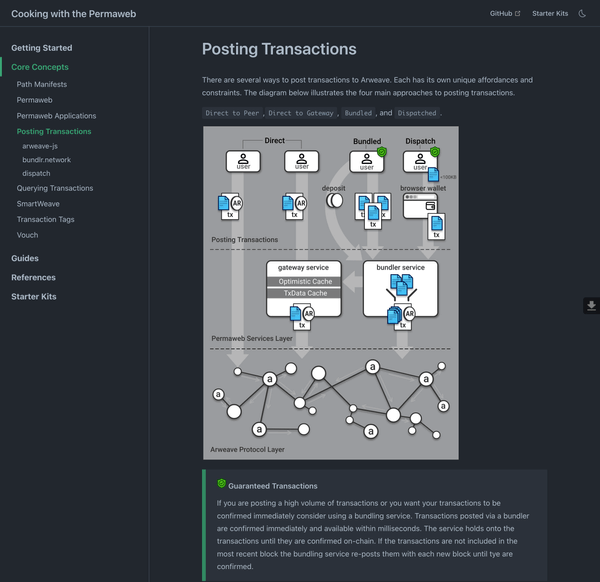 Cooking with the Permaweb
GitHub
Starter Kits
Getting Started
Core Concepts
Path Manifests
Permaweb
Permaweb Applications
Posting Transactions
arweave-js
bundlr.network
dispatch
Querying Transactions
SmartWeave
Transaction Tags
Vouch
Guides
References
Starter Kits
Posting Transactions
There are several ways to post transactions to Arweave. Each has its own unique affordances and
constraints. The diagram below illustrates the four main approaches to posting transactions.
Direct to Peer , Direct to Gateway , Bundled , and Dispatched .
Direct
Bundled
Dispatch
user
user
user
user
<100KB
deposit
browser wallet
AR
tx
AR
tx
tx
tx
Posting Transactions
gateway service
Optimistic Cache
TxData Cache
AR
tx
bundler service
AR
tx
Permaweb Services Layer
a
a
a
a
a
a
a
Arweave Protocol Layer
Guaranteed Transactions
If you are posting a high volume of transactions or you want your transactions to be
confirmed immediately consider using a bundling service. Transactions posted via a bundler
are confirmed immediately and available within milliseconds. The service holds onto the
transactions until they are confirmed on-chain. If the transactions are not included in the
most recent block the bundling service re-posts them with each new block until tye are
confirmed.